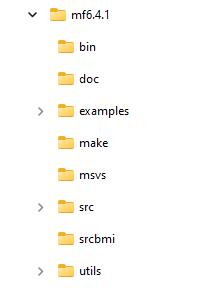 mf6.4.1
bin
doc
examples
make
msvs
src
srcbmi
utils